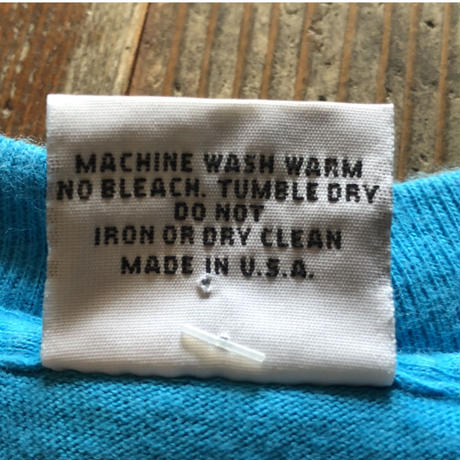 MACHINE WASH WARM
NO BLEACH. TUMBLE DRY
DO NOT
IRON OR DRY CLEAN
MADE IN U.S.A.